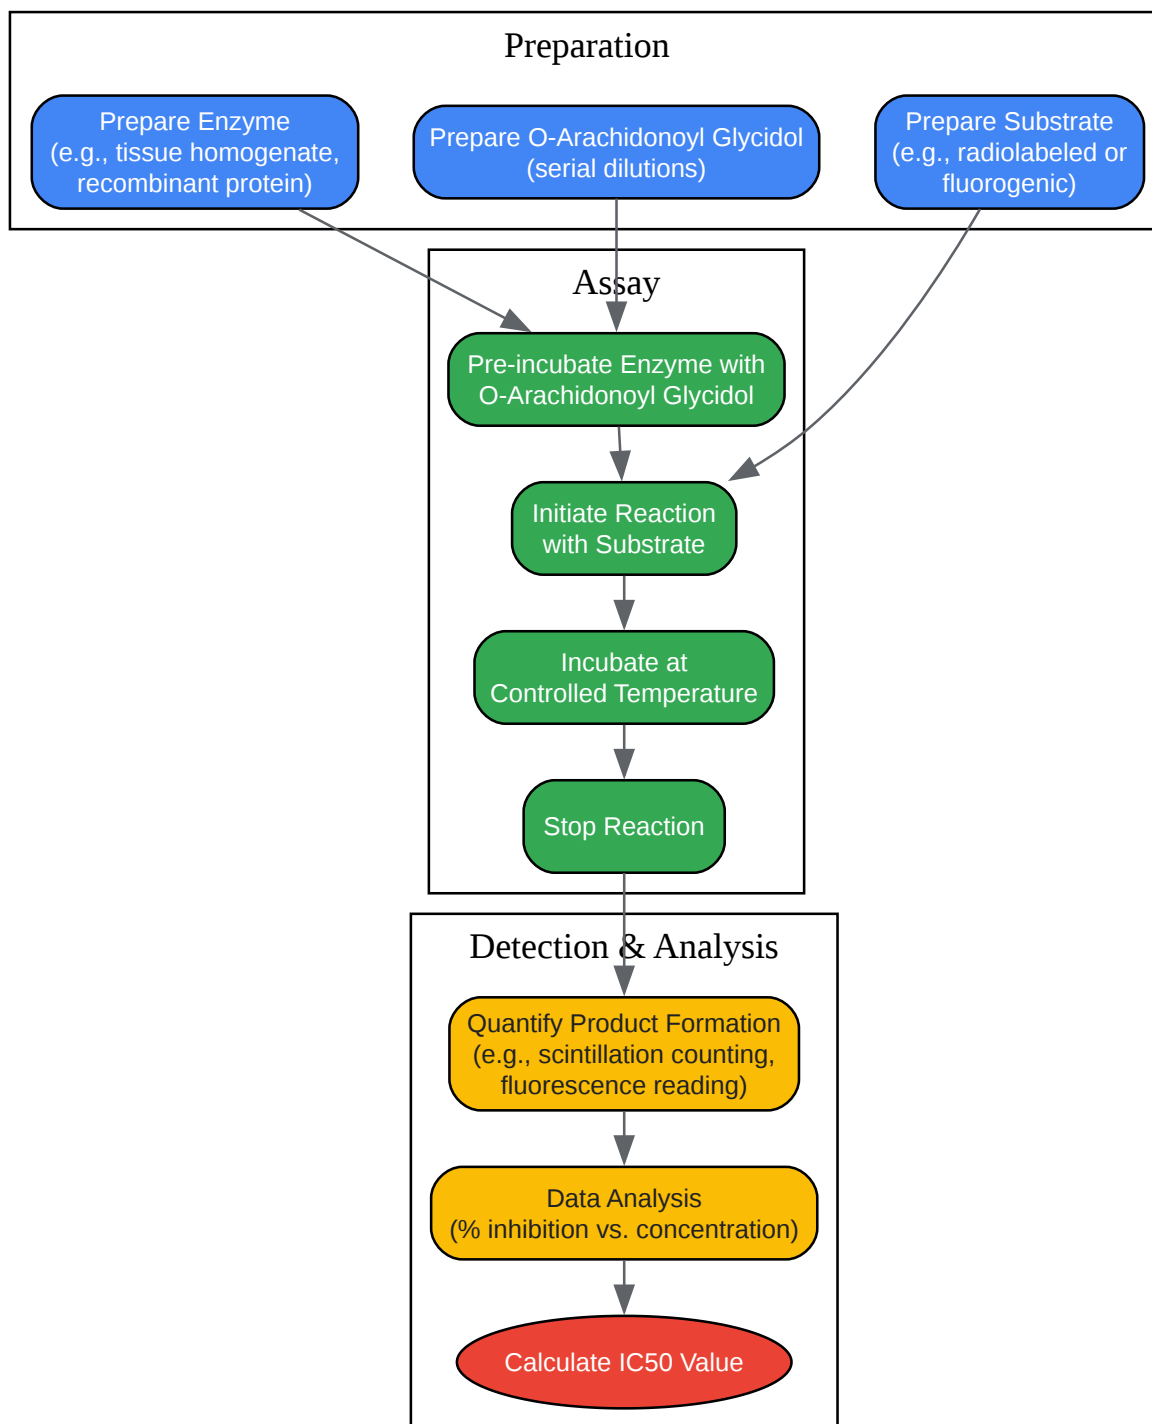 Preparation
Prepare Enzyme
(e.g., tissue homogenate,
recombinant protein)
Prepare O-Arachidonoyl Glycidol
(serial dilutions)
Prepare Substrate
(e.g., radiolabeled or
fluorogenic)
Assay
Pre-incubate Enzyme with
O-Arachidonoyl Glycidol
Initiate Reaction
with Substrate
Incubate at
Controlled Temperature
Stop Reaction
Detection & Analysis
Quantify Product Formation
(e.g., scintillation counting,
fluorescence reading)
Data Analysis
(% inhibition vs. concentration)
Calculate IC50 Value